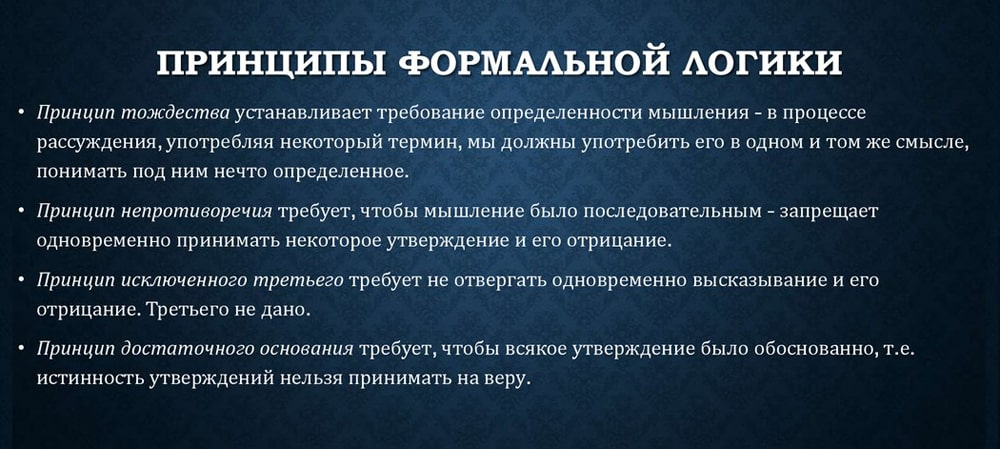 ПРИНЦИПЫ ФОРМАЛЬНОЙ ЛОГИКИ
• Принцип тождества устанавливает требование определенности мышления - в процессе
рассуждения, употребляя некоторый термин, мы должны употребить его в одном и том же смысле,
понимать под ним нечто определенное.
• Принцип непротиворечия требует, чтобы мышление было последовательным - запрещает
одновременно принимать некоторое утверждение и его отрицание.
• Принцип исключенного третьего требует не отвергать одновременно высказывание и его
отрицание. Третьего не дано.
• Принцип достаточного основания требует, чтобы всякое утверждение было обоснованно, т.е.
истинность утверждений нельзя принимать на веру.